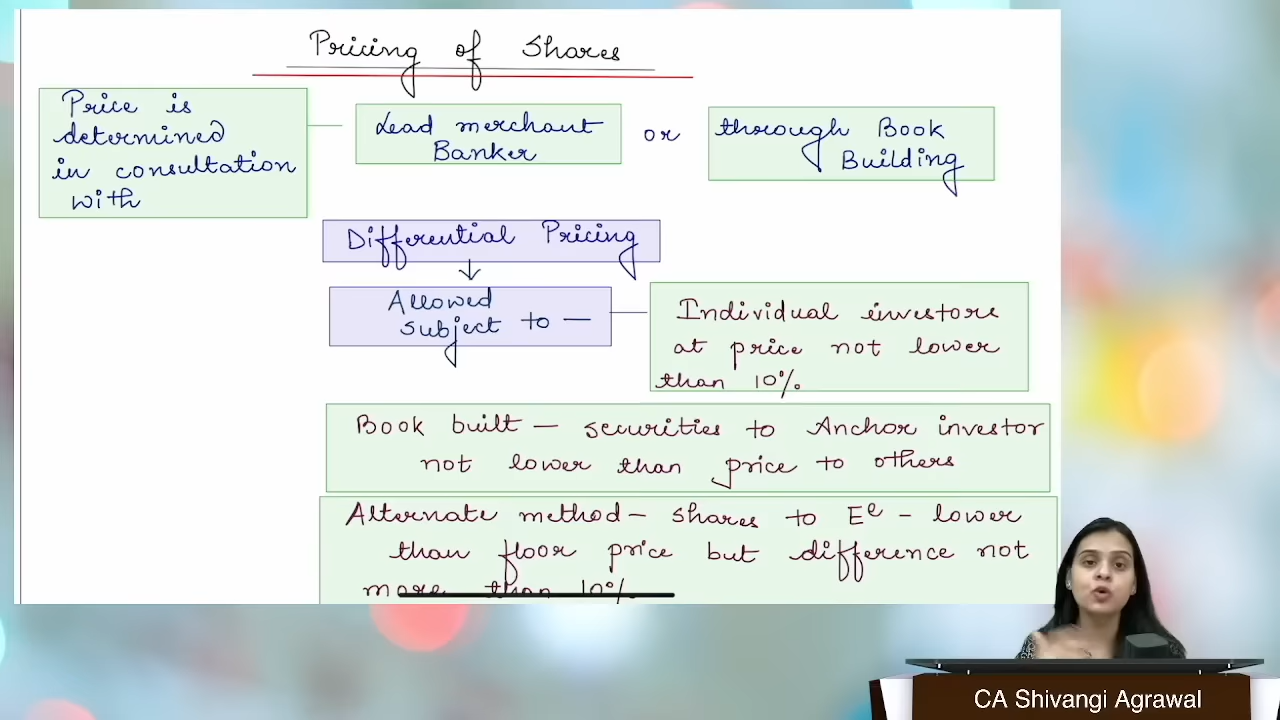 Pricing of Shares
Price is
determined
in consultation
with
Lead merchant
Banker
or
through Book
Building
Differential Pricing
Allowed
subject to —
Individual investors
at price not lower
than 10%
Book built — securities to Anchor investor
not lower than price to others
Alternate method – shares to Ee – lower
than floor price but difference not
more than 10%
CA Shivangi Agrawal